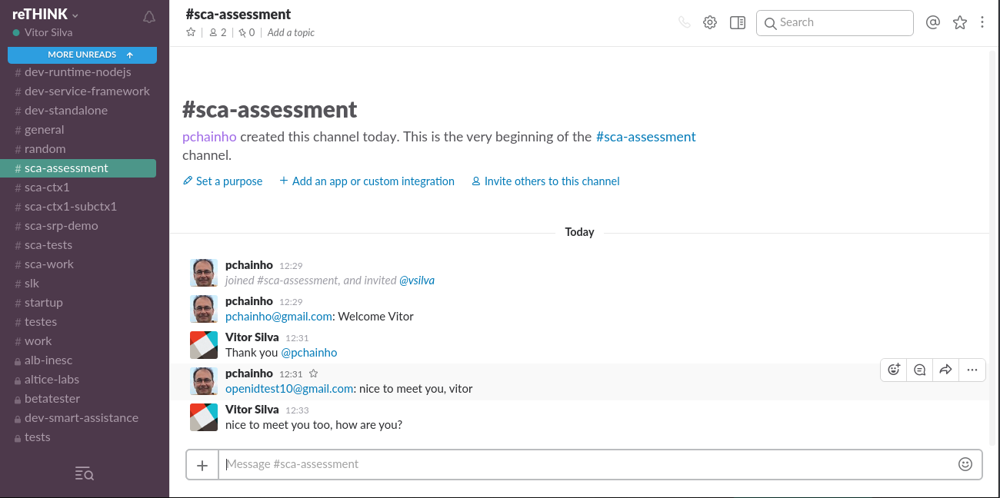 reTHINK
Vitor Silva
MORE UNREADS
# dev-runtime-nodejs
# dev-service-framework
# dev-standalone
# general
# random
# sca-assessment
# sca-ctx1
# sca-ctx1-subctx1
# sca-srp-demo
# sca-tests
# sca-work
# slk
# startup
# testes
# work
alb-inesc
altice-labs
betatester
dev-smart-assistance
tests
#sca-assessment
2 | 0 | Add a topic
Search
#sca-assessment
pchainho created this channel today. This is the very beginning of the #sca-assessment
channel.
Set a purpose + Add an app or custom integration Invite others to this channel
Today
pchainho 12:29
joined #sca-assessment, and invited @vsilva
pchainho 12:29
pchainho@gmail.com: Welcome Vitor
Vitor Silva 12:31
Thank you @pchainho
pchainho 12:31
openidtest10@gmail.com: nice to meet you, vitor
Vitor Silva 12:33
nice to meet you too, how are you?
Message #sca-assessment